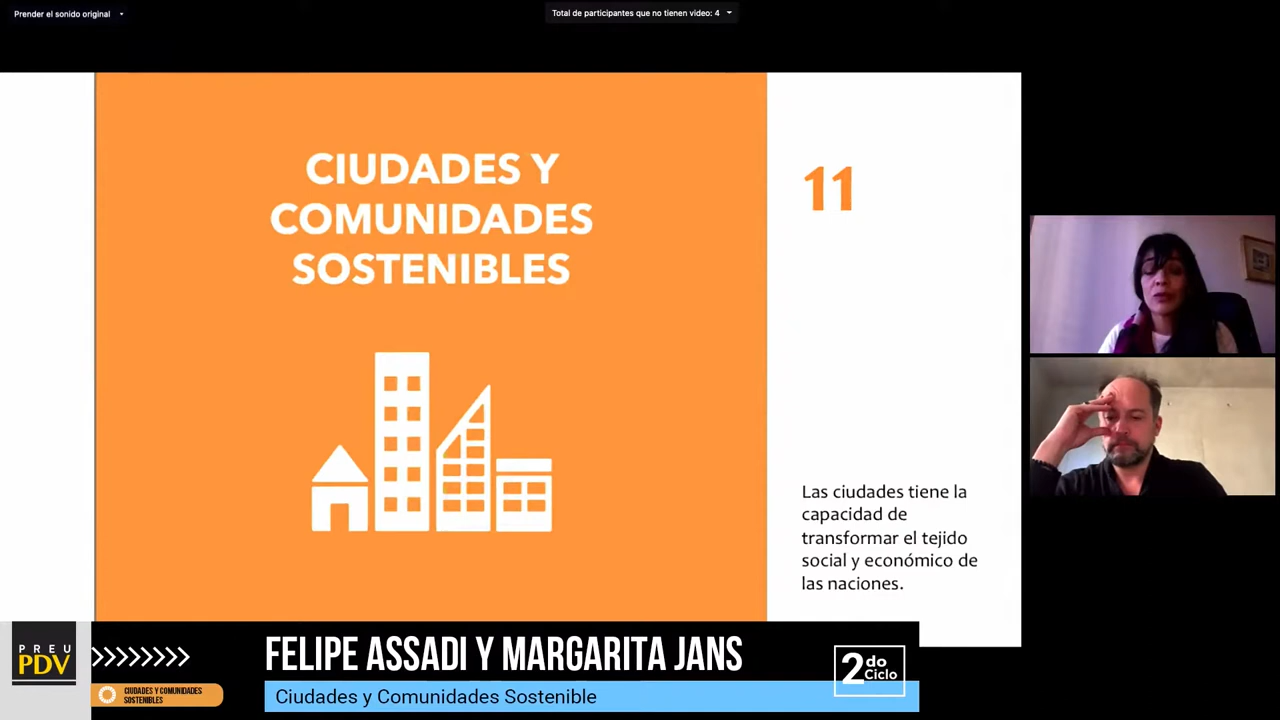 Prender el sonido original
Total de participantes que no tienen video: 4
CIUDADES Y
COMUNIDADES
SOSTENIBLES
11
Las ciudades tiene la
capacidad de
transformar el tejido
social y económico de
las naciones.
PREU
PDV
CIUDADES Y COMUNIDADES
SOSTENIBLES
FELIPE ASSADI Y MARGARITA JANS
Ciudades y Comunidades Sostenible
2do
Ciclo